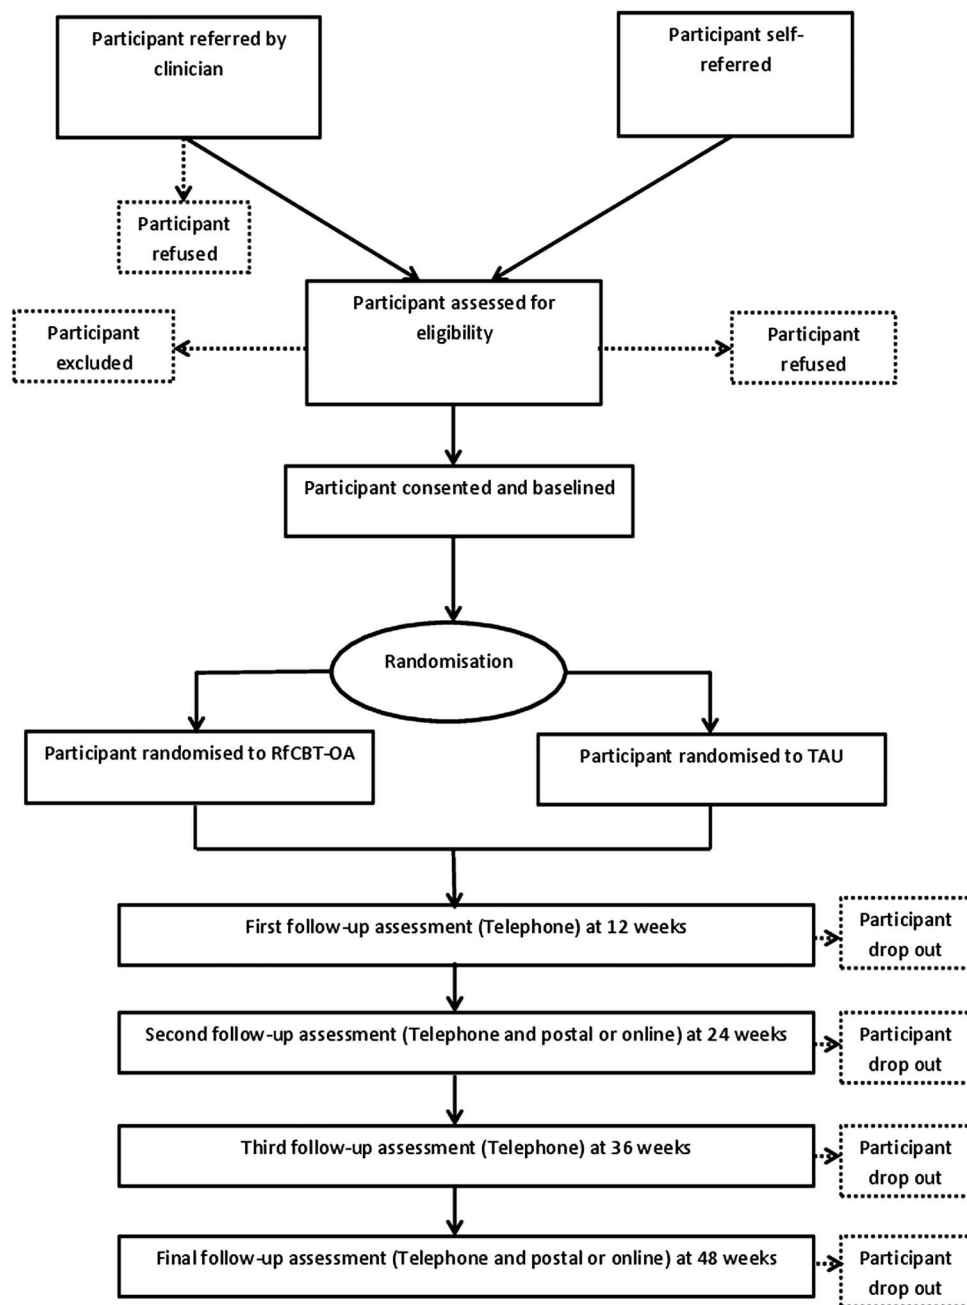 Participant referred by
clinician
Participant self-
referred
Participant
refused
Participant assessed for
eligibility
Participant
excluded
Participant
refused
Participant consented and baselined
Randomisation
Participant randomised to RfCBT-OA
Participant randomised to TAU
First follow-up assessment (Telephone) at 12 weeks
Participant
drop out
Second follow-up assessment (Telephone and postal or online) at 24 weeks
Participant
drop out
Third follow-up assessment (Telephone) at 36 weeks
Participant
drop out
Final follow-up assessment (Telephone and postal or online) at 48 weeks
Participant
drop out